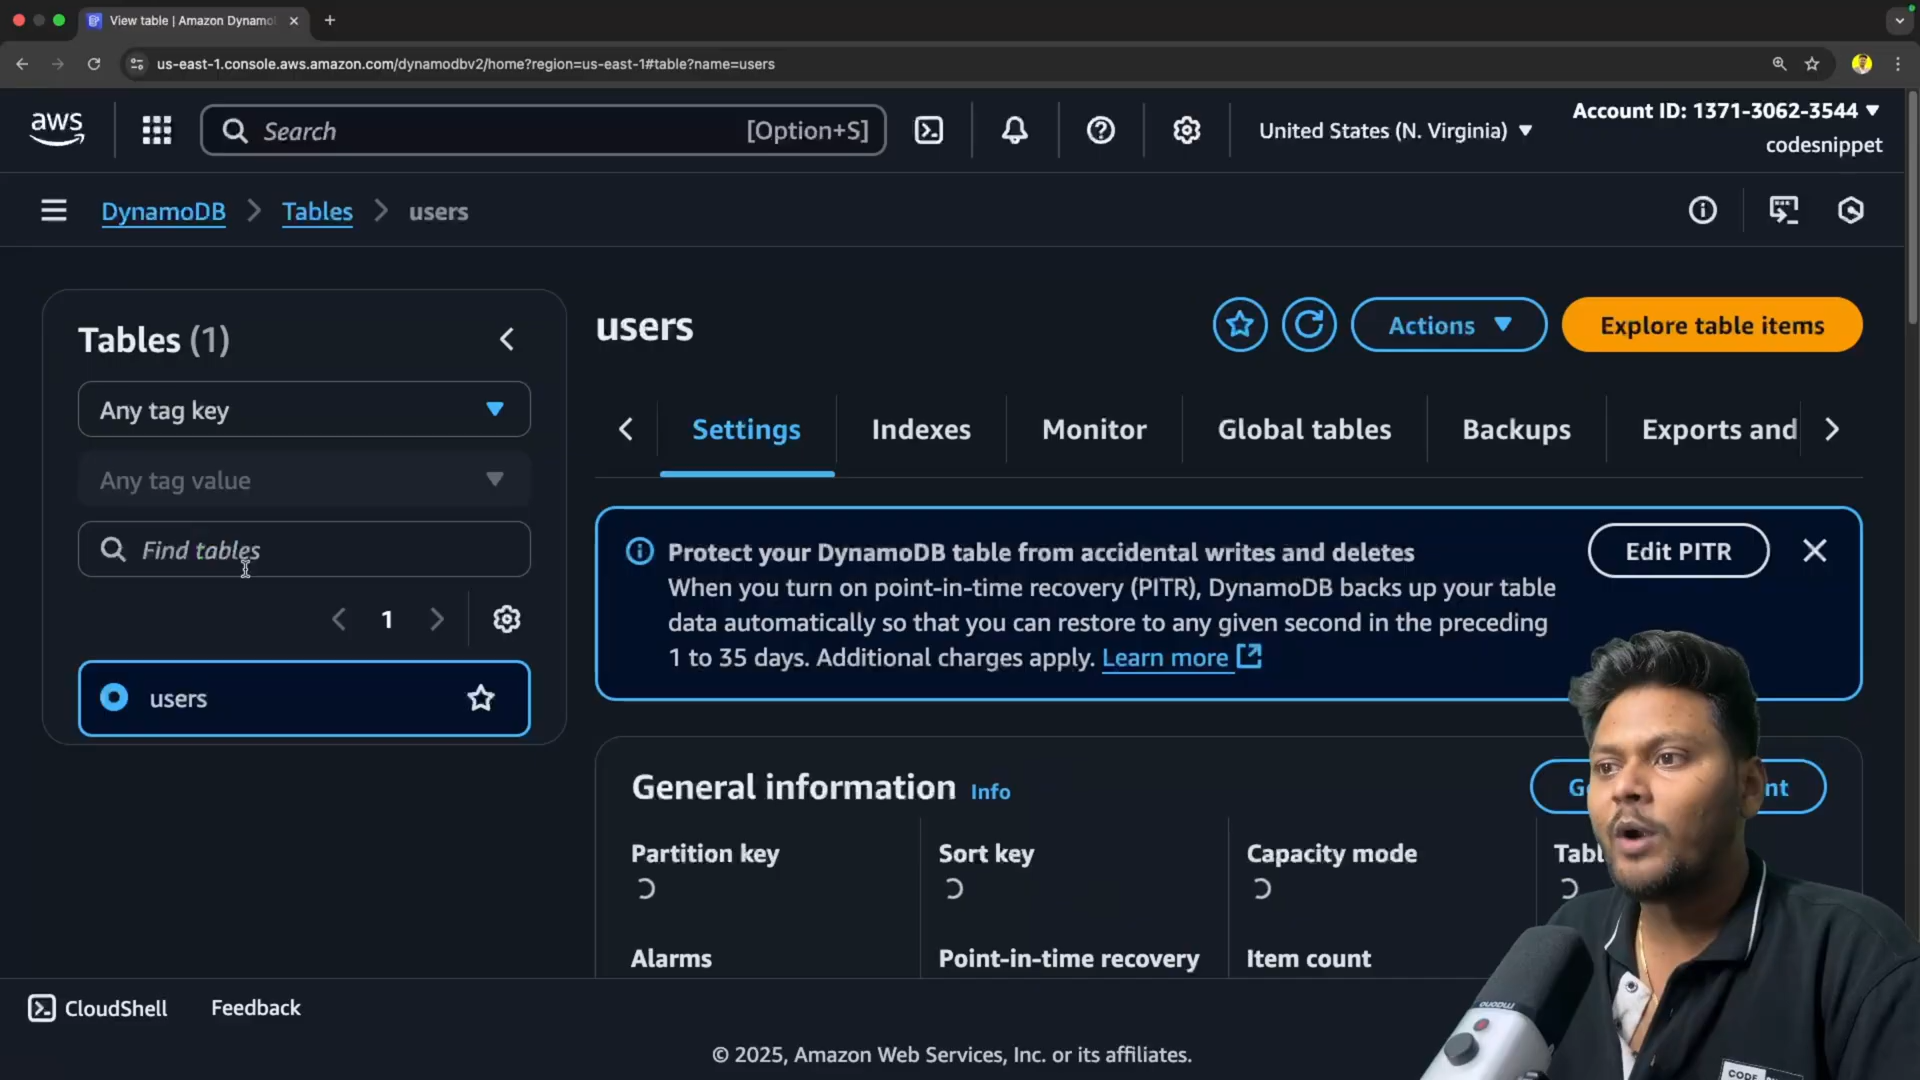 View table | Amazon Dynamo
us-east-1.console.aws.amazon.com/dynamodbv2/home?region=us-east-1#table?name=users
aws
Search
[Option+S]
United States (N. Virginia)
Account ID: 1371-3062-3544
codesnippet
DynamoDB
Tables
users
Tables (1)
Any tag key
Any tag value
Find tables
1
users
users
Actions
Explore table items
Settings
Indexes
Monitor
Global tables
Backups
Exports and
Protect your DynamoDB table from accidental writes and deletes
When you turn on point-in-time recovery (PITR), DynamoDB backs up your table
data automatically so that you can restore to any given second in the preceding
1 to 35 days. Additional charges apply. Learn more
Edit PITR
General information Info
Partition key
Sort key
Capacity mode
Alarms
Point-in-time recovery
Item count
CloudShell
Feedback
© 2025, Amazon Web Services, Inc. or its affiliates.
maono
CODE